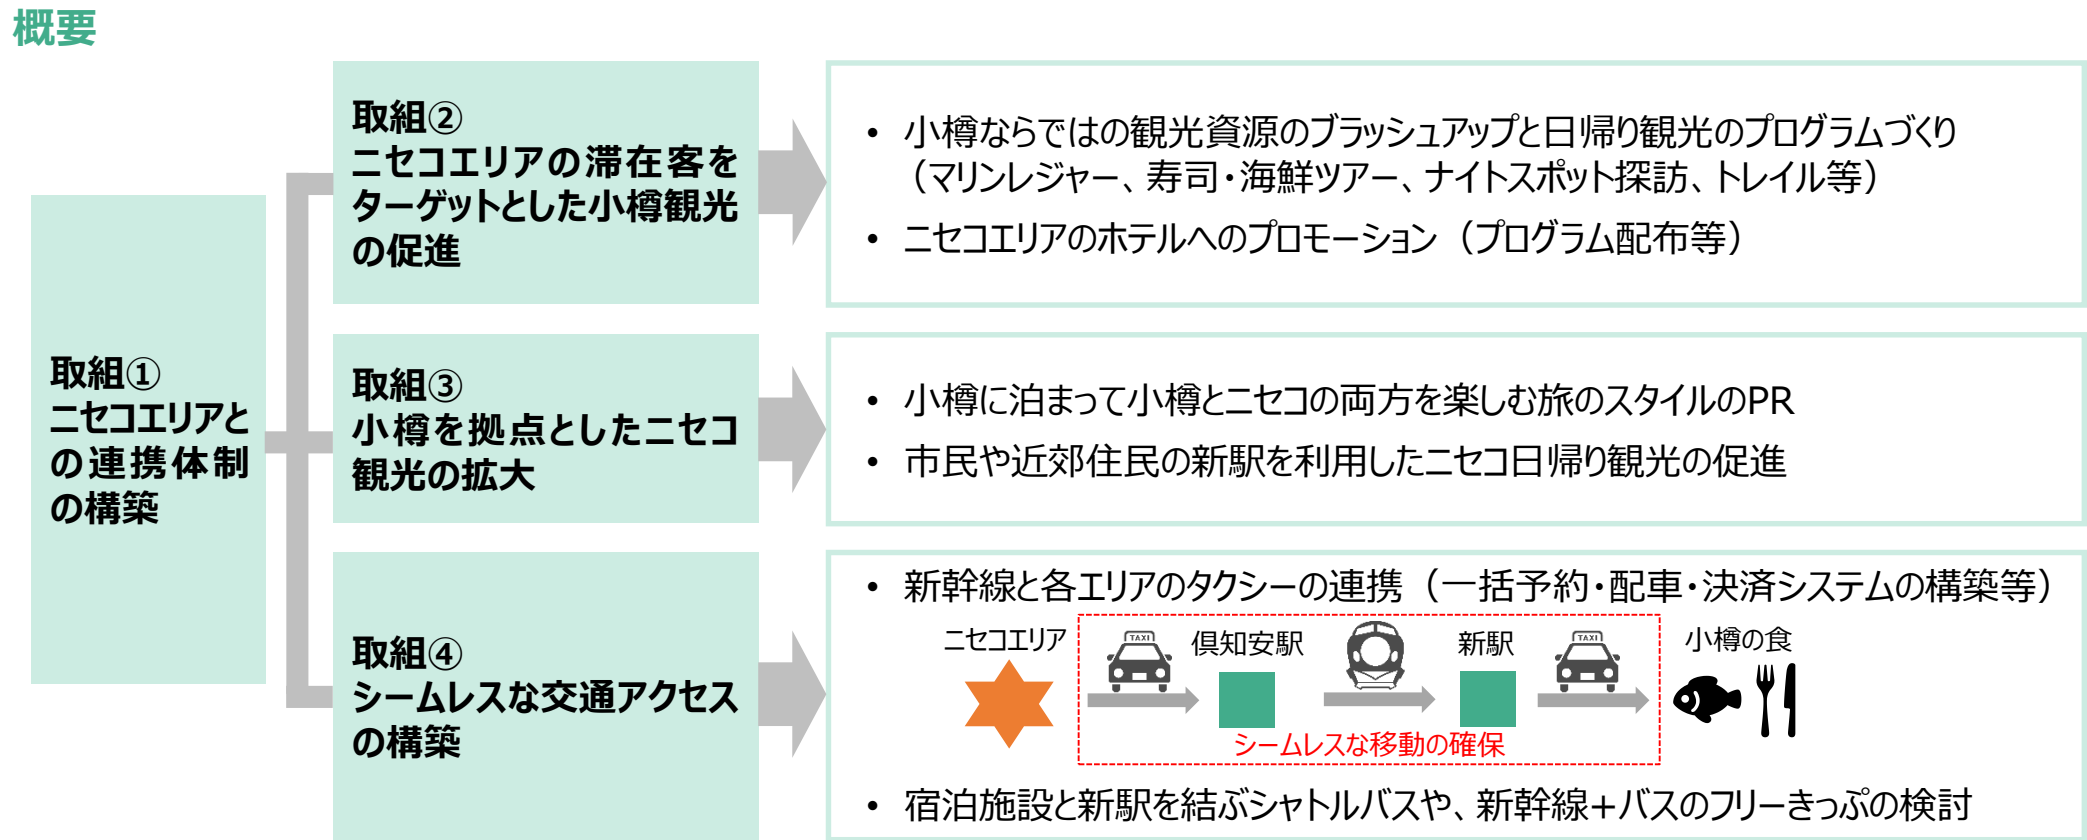 概要
取組①
ニセコエリアと
の連携体制
の構築
取組②
ニセコエリアの滞在客を
ターゲットとした小樽観光
の促進
• 小樽ならではの観光資源のブラッシュアップと日帰り観光のプログラムづくり
（マリンレジャー、寿司・海鮮ツアー、ナイトスポット探訪、トレイル等）
• ニセコエリアのホテルへのプロモーション（プログラム配布等）
取組③
小樽を拠点としたニセコ
観光の拡大
• 小樽に泊まって小樽とニセコの両方を楽しむ旅のスタイルのPR
• 市民や近郊住民の新駅を利用したニセコ日帰り観光の促進
取組④
シームレスな交通アクセス
の構築
• 新幹線と各エリアのタクシーの連携（一括予約・配車・決済システムの構築等）
ニセコエリア
TAXI
倶知安駅
新駅
TAXI
小樽の食
シームレスな移動の確保
• 宿泊施設と新駅を結ぶシャトルバスや、新幹線+バスのフリーきっぷの検討